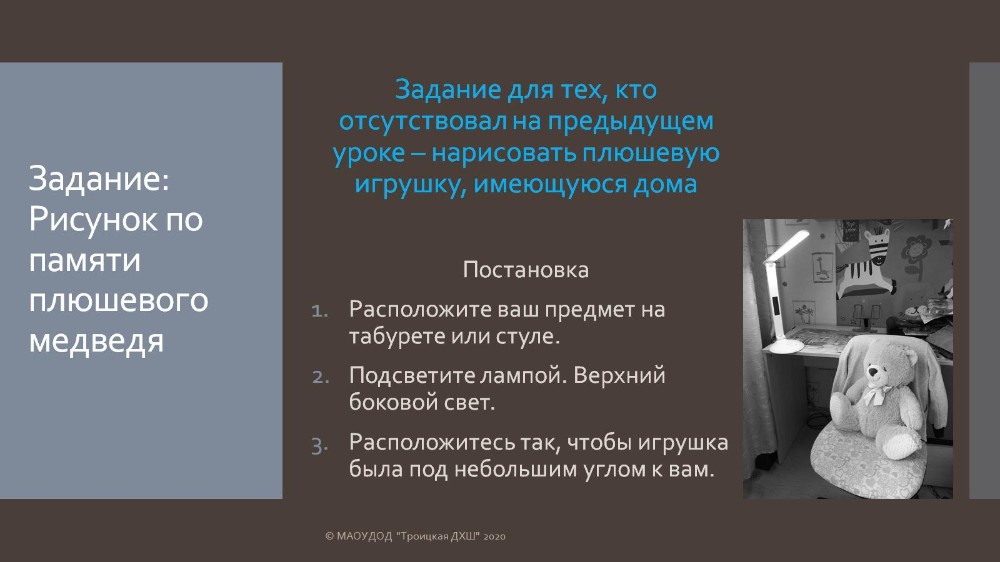 Задание:
Рисунок по
памяти
плюшевого
медведя
Задание для тех, кто
отсутствовал на предыдущем
уроке – нарисовать плюшевую
игрушку, имеющуюся дома
Постановка
1. Расположите ваш предмет на
табурете или стуле.
2. Подсветите лампой. Верхний
боковой свет.
3. Расположитесь так, чтобы игрушка
была под небольшим углом к вам.
© МАОУДОД "Троицкая ДХШ" 2020